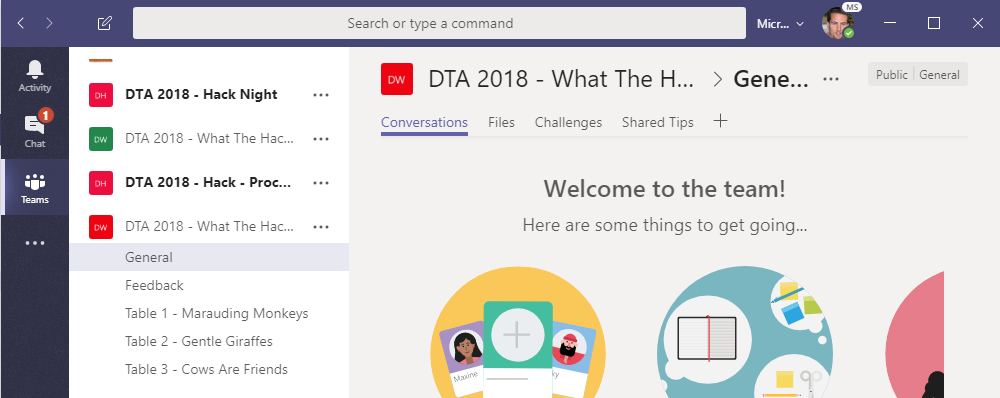 Search or type a command
Micr...
MS
Activity
1
Chat
Teams
DH
DTA 2018 - Hack Night
DW
DTA 2018 - What The Hac...
DH
DTA 2018 - Hack - Proc...
DW
DTA 2018 - What The Hac...
General
Feedback
Table 1 - Marauding Monkeys
Table 2 - Gentle Giraffes
Table 3 - Cows Are Friends
DW
DTA 2018 - What The H... > Gene...
Public General
Conversations Files Challenges Shared Tips
Welcome to the team!
Here are some things to get going...
Maxine